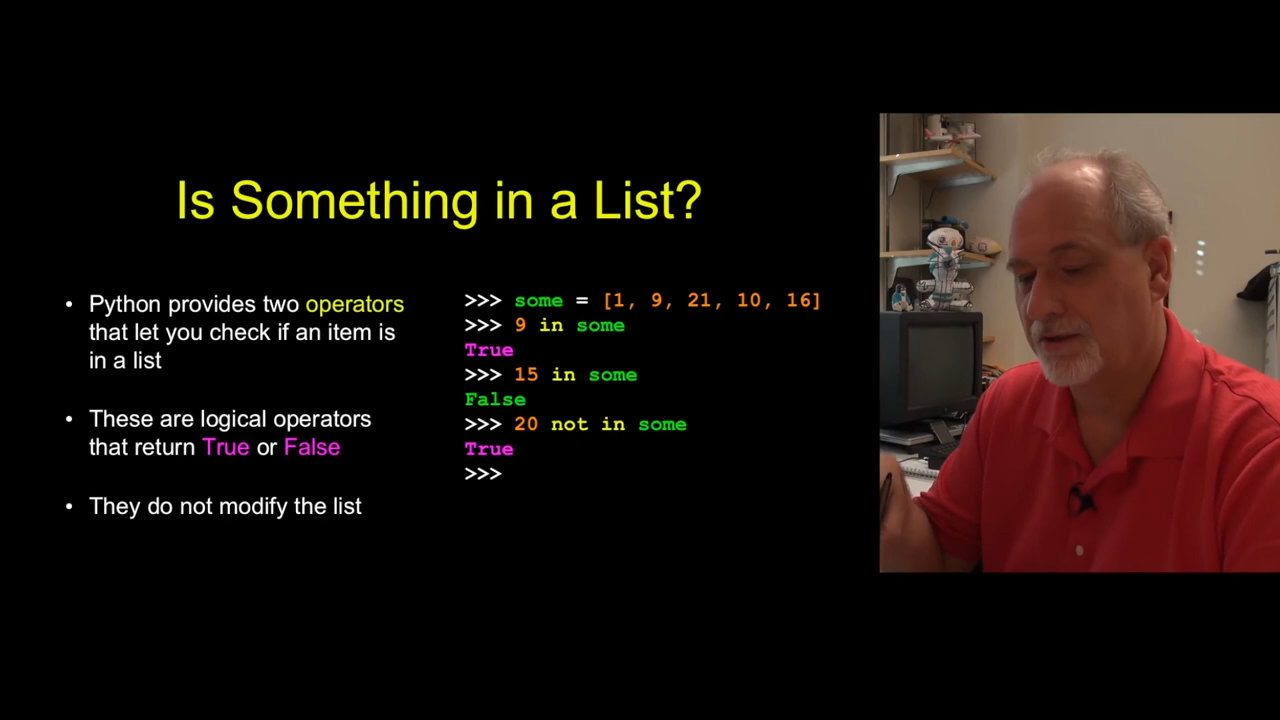 Is Something in a List?
• Python provides two operators
that let you check if an item is
in a list
• These are logical operators
that return True or False
• They do not modify the list
>>> some = [1, 9, 21, 10, 16]
>>> 9 in some
True
>>> 15 in some
False
>>> 20 not in some
True
>>>